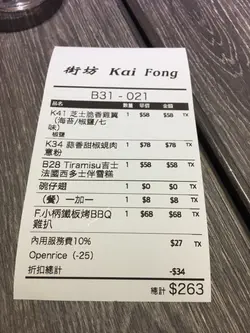 街坊 Kai Fong
B31 - 021
品名 數量 單價 金額
K41 芝士脆香雞翼 1 $58 $58 TX
(海苔/椒鹽/七
味)
椒鹽
K34 蒜香甜椒焗肉 1 $78 $78 TX
意粉
B28 Tiramisu吉士 1 $58 $58 TX
法國西多士伴雪糕
碗仔翅 1 $0 $0 TX
(餐) 一加一 1 $8 $8 TX
F.小柄鐵板烤BBQ 1 $68 $68 TX
雞扒
內用服務費10% $27 TX
Openrice (-25)
折扣總計 -$34
總計 $263